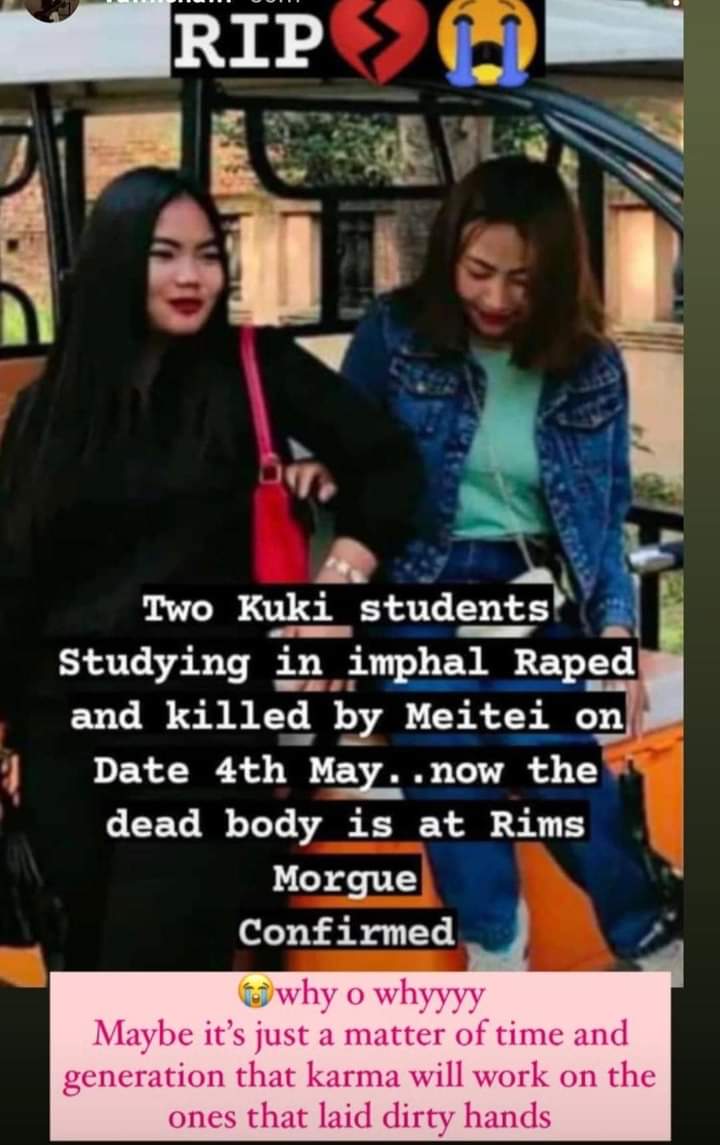 RIP💔😭
Two Kuki students
Studying in imphal Raped
and killed by Meitei on
Date 4th May..now the
dead body is at Rims
Morgue
Confirmed
😭why o whyyyy
Maybe it's just a matter of time and
generation that karma will work on the
ones that laid dirty hands